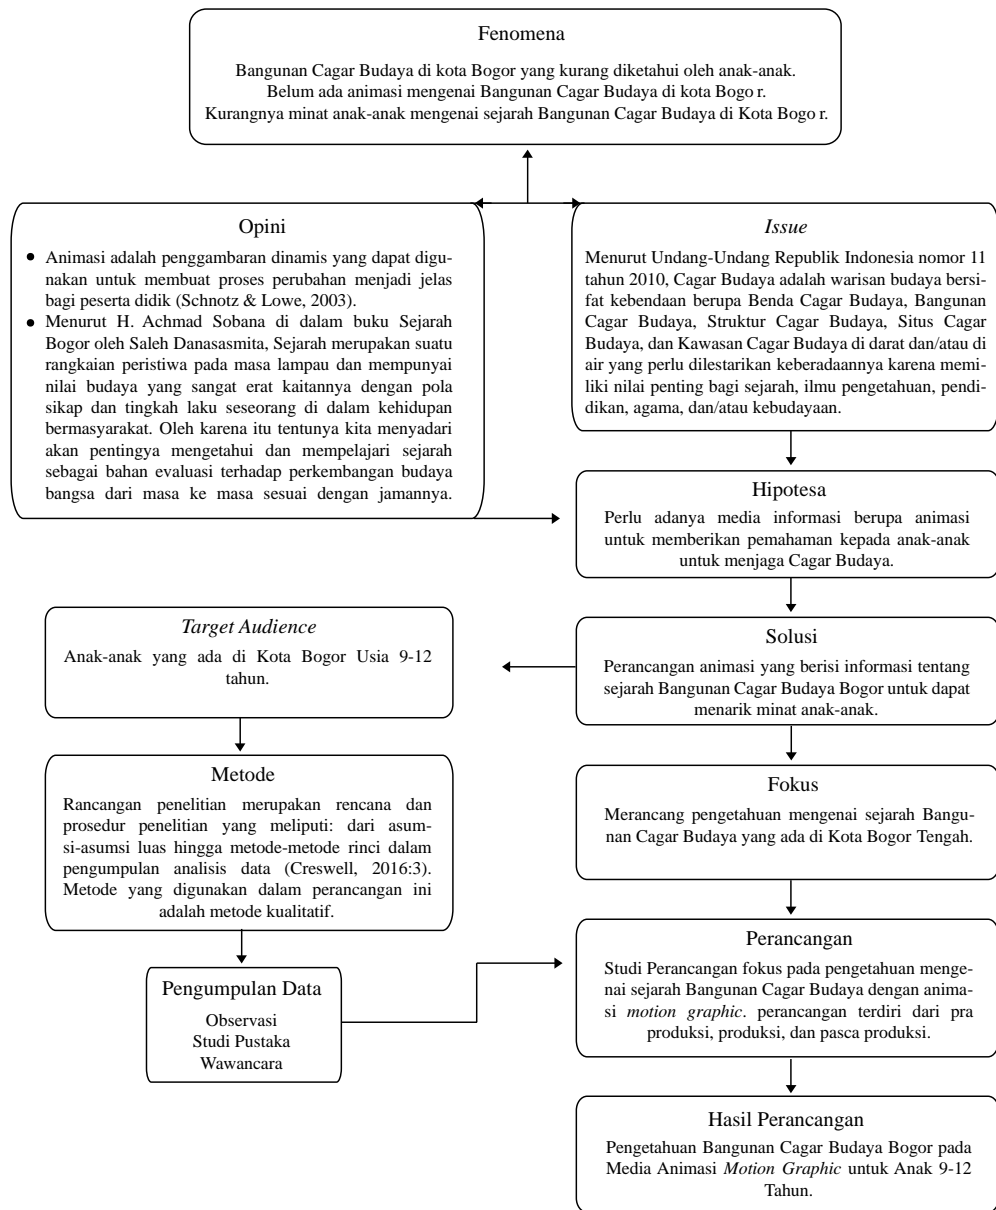 Fenomena
Bangunan Cagar Budaya di kota Bogor yang kurang diketahui oleh anak-anak.
Belum ada animasi mengenai Bangunan Cagar Budaya di kota Bogo r.
Kurangnya minat anak-anak mengenai sejarah Bangunan Cagar Budaya di Kota Bogo r.
Opini
• Animasi adalah penggambaran dinamis yang dapat digu-
nakan untuk membuat proses perubahan menjadi jelas
bagi peserta didik (Schnotz & Lowe, 2003).
• Menurut H. Achmad Sobana di dalam buku Sejarah
Bogor oleh Saleh Danasasmita, Sejarah merupakan suatu
rangkaian peristiwa pada masa lampau dan mempunyai
nilai budaya yang sangat erat kaitannya dengan pola
sikap dan tingkah laku seseorang di dalam kehidupan
bermasyarakat. Oleh karena itu tentunya kita menyadari
akan pentingya mengetahui dan mempelajari sejarah
sebagai bahan evaluasi terhadap perkembangan budaya
bangsa dari masa ke masa sesuai dengan jamannya.
Issue
Menurut Undang-Undang Republik Indonesia nomor 11
tahun 2010, Cagar Budaya adalah warisan budaya bersi-
fat kebendaan berupa Benda Cagar Budaya, Bangunan
Cagar Budaya, Struktur Cagar Budaya, Situs Cagar
Budaya, dan Kawasan Cagar Budaya di darat dan/atau di
air yang perlu dilestarikan keberadaannya karena memi-
liki nilai penting bagi sejarah, ilmu pengetahuan, pendi-
dikan, agama, dan/atau kebudayaan.
Hipotesa
Perlu adanya media informasi berupa animasi
untuk memberikan pemahaman kepada anak-anak
untuk menjaga Cagar Budaya.
Solusi
Perancangan animasi yang berisi informasi tentang
sejarah Bangunan Cagar Budaya Bogor untuk dapat
menarik minat anak-anak.
Target Audience
Anak-anak yang ada di Kota Bogor Usia 9-12
tahun.
Metode
Rancangan penelitian merupakan rencana dan
prosedur penelitian yang meliputi: dari asum-
si-asumsi luas hingga metode-metode rinci dalam
pengumpulan analisis data (Creswell, 2016:3).
Metode yang digunakan dalam perancangan ini
adalah metode kualitatif.
Pengumpulan Data
Observasi
Studi Pustaka
Wawancara
Fokus
Merancang pengetahuan mengenai sejarah Bangu-
nan Cagar Budaya yang ada di Kota Bogor Tengah.
Perancangan
Studi Perancangan fokus pada pengetahuan menge-
nai sejarah Bangunan Cagar Budaya dengan anima-
si motion graphic. perancangan terdiri dari pra
produksi, produksi, dan pasca produksi.
Hasil Perancangan
Pengetahuan Bangunan Cagar Budaya Bogor pada
Media Animasi Motion Graphic untuk Anak 9-12
Tahun.